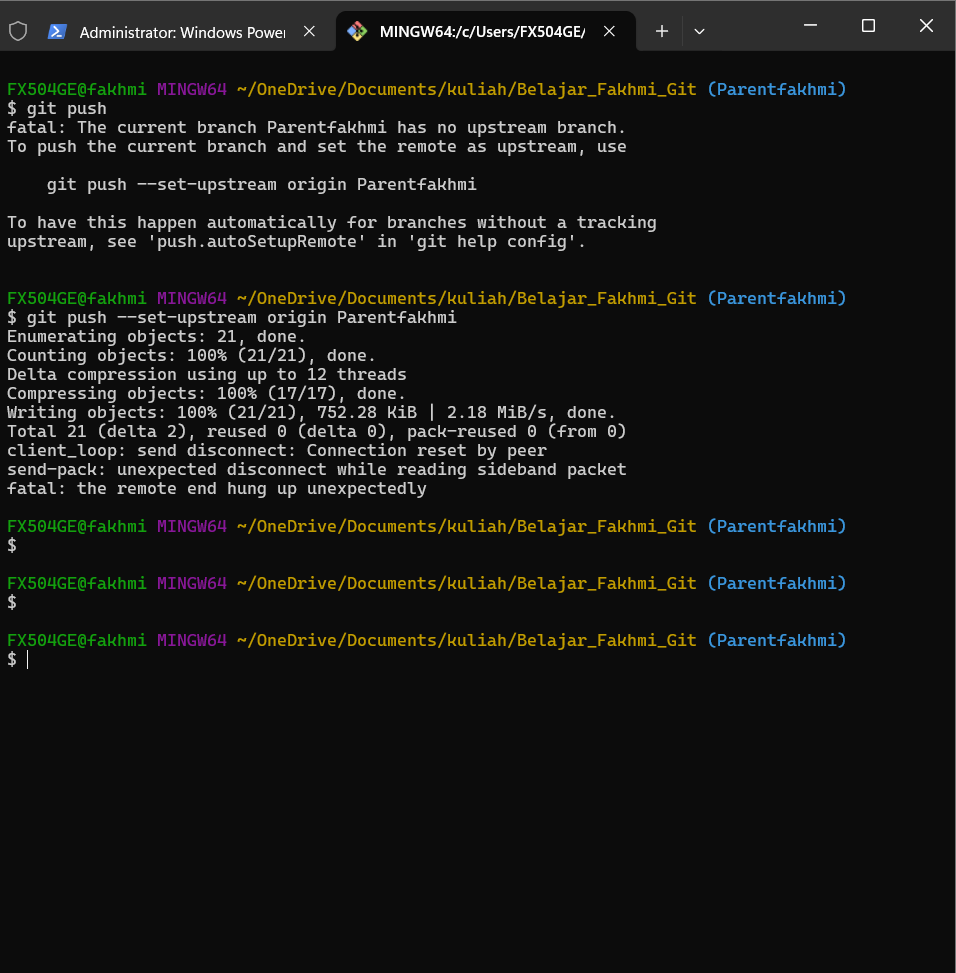 Administrator: Windows Power
MINGW64:/c/Users/FX504GE/
FX504GE@fakhmi MINGW64 ~/OneDrive/Documents/kuliah/Belajar_Fakhmi_Git (Parentfakhmi)
$ git push
fatal: The current branch Parentfakhmi has no upstream branch.
To push the current branch and set the remote as upstream, use
    git push --set-upstream origin Parentfakhmi
To have this happen automatically for branches without a tracking
upstream, see 'push.autoSetupRemote' in 'git help config'.
FX504GE@fakhmi MINGW64 ~/OneDrive/Documents/kuliah/Belajar_Fakhmi_Git (Parentfakhmi)
$ git push --set-upstream origin Parentfakhmi
Enumerating objects: 21, done.
Counting objects: 100% (21/21), done.
Delta compression using up to 12 threads
Compressing objects: 100% (17/17), done.
Writing objects: 100% (21/21), 752.28 KiB | 2.18 MiB/s, done.
Total 21 (delta 2), reused 0 (delta 0), pack-reused 0 (from 0)
client_loop: send disconnect: Connection reset by peer
send-pack: unexpected disconnect while reading sideband packet
fatal: the remote end hung up unexpectedly
FX504GE@fakhmi MINGW64 ~/OneDrive/Documents/kuliah/Belajar_Fakhmi_Git (Parentfakhmi)
$
FX504GE@fakhmi MINGW64 ~/OneDrive/Documents/kuliah/Belajar_Fakhmi_Git (Parentfakhmi)
$
FX504GE@fakhmi MINGW64 ~/OneDrive/Documents/kuliah/Belajar_Fakhmi_Git (Parentfakhmi)
$